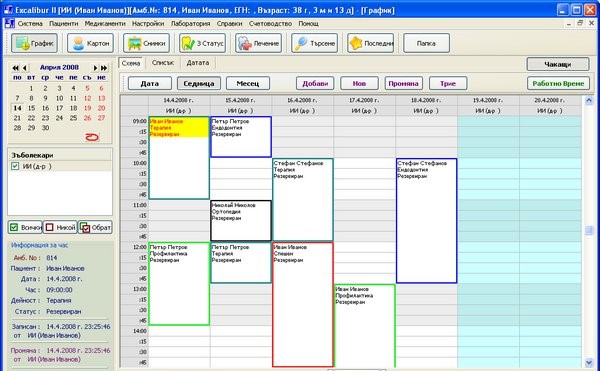 Excalibur II [ИИ (Иван Иванов)][Амб.№: 814, Иван Иванов, ЕГН: , Възраст: 38 г, 3 м и 13 д] - [График]
Система Пациенти Медикаменти Настройки Лаборатория Справки Счетоводство Помощ
График Картон Снимки З Статус Лечение Търсене Последни Папка
Април 2008
пн вт ср че пе съ не
1 2 3 4 5 6
7 8 9 10 11 12 13
14 15 16 17 18 19 20
21 22 23 24 25 26 27
28 29 30
Зъболекари
ИИ (д-р )
Всички Никой Обрат
Информация за час
Амб. No : 814
Пациент : Иван Иванов
Дата : 14.4.2008 г.
Час : 09:00:00
Дейност : Терапия
Статус : Резервиран
Записан : 14.4.2008 г. 23:25:46
от ИИ (Иван Иванов)
Промяна : 14.4.2008 г. 23:25:46
от ИИ (Иван Иванов)
Схема Списък Датата
Чакащи
Дата Седмица Месец Добави Нов Промяна Трие Работно Време
14.4.2008 г. 15.4.2008 г. 16.4.2008 г. 17.4.2008 г. 18.4.2008 г. 19.4.2008 г. 20.4.2008 г.
ИИ (др ) ИИ (др ) ИИ (др ) ИИ (др ) ИИ (др ) ИИ (др ) ИИ (др )
09:00
:15
:30
:45
10:00
:15
:30
:45
11:00
:15
:30
:45
12:00
:15
:30
:45
13:00
:15
:30
:45
14:00
:15
:30
:45
Иван Иванов
Терапия
Резервиран
Петър Петров
Профилактика
Резервиран
Петър Петров
Ендодонтия
Резервиран
Николай Николов
Ортопедия
Резервиран
Петър Петров
Терапия
Резервиран
Стефан Стефанов
Терапия
Резервиран
Иван Иванов
Спешен
Резервиран
Иван Иванов
Профилактика
Резервиран
Стефан Стефанов
Ендодонтия
Резервиран